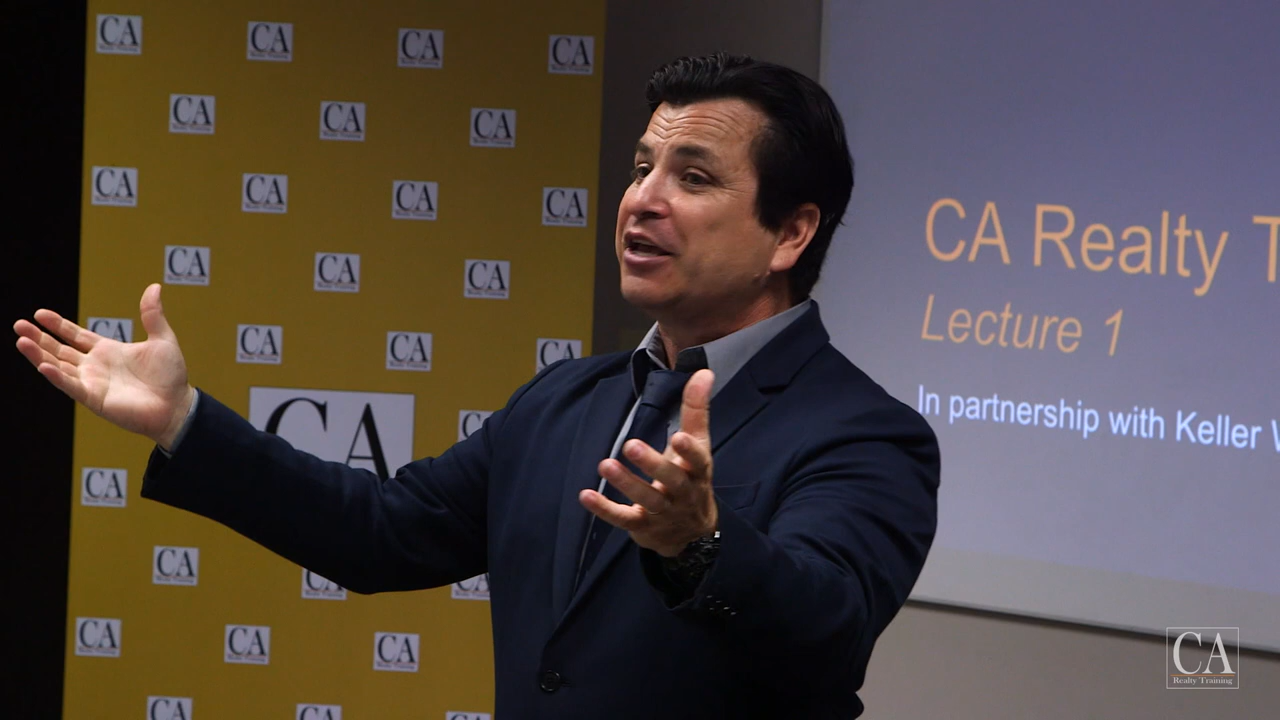 CA
CA Realty T
Lecture 1
In partnership with Keller W
CA
Realty Training